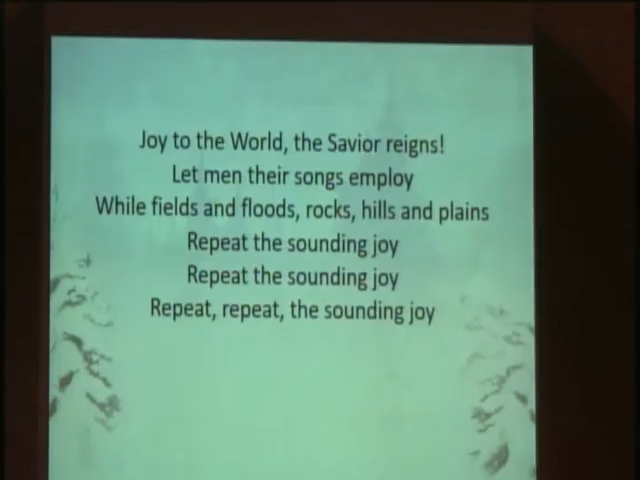 Joy to the World, the Savior reigns!
Let men their songs employ
While fields and floods, rocks, hills and plains
Repeat the sounding joy
Repeat the sounding joy
Repeat, repeat, the sounding joy